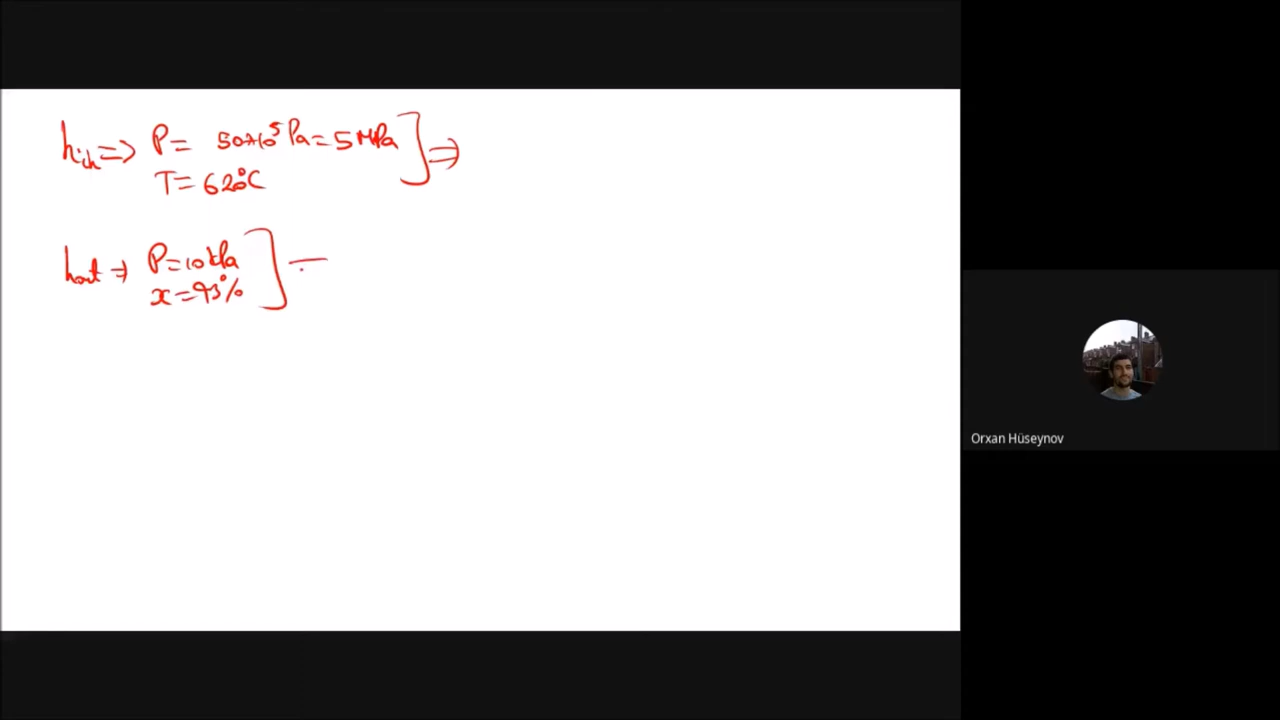 h_in => P = 50*10^5 Pa = 5 MPa ] =>
T = 620°C
h_out => P = 10 kPa ]
x = 93%
Orxan Hüseynov